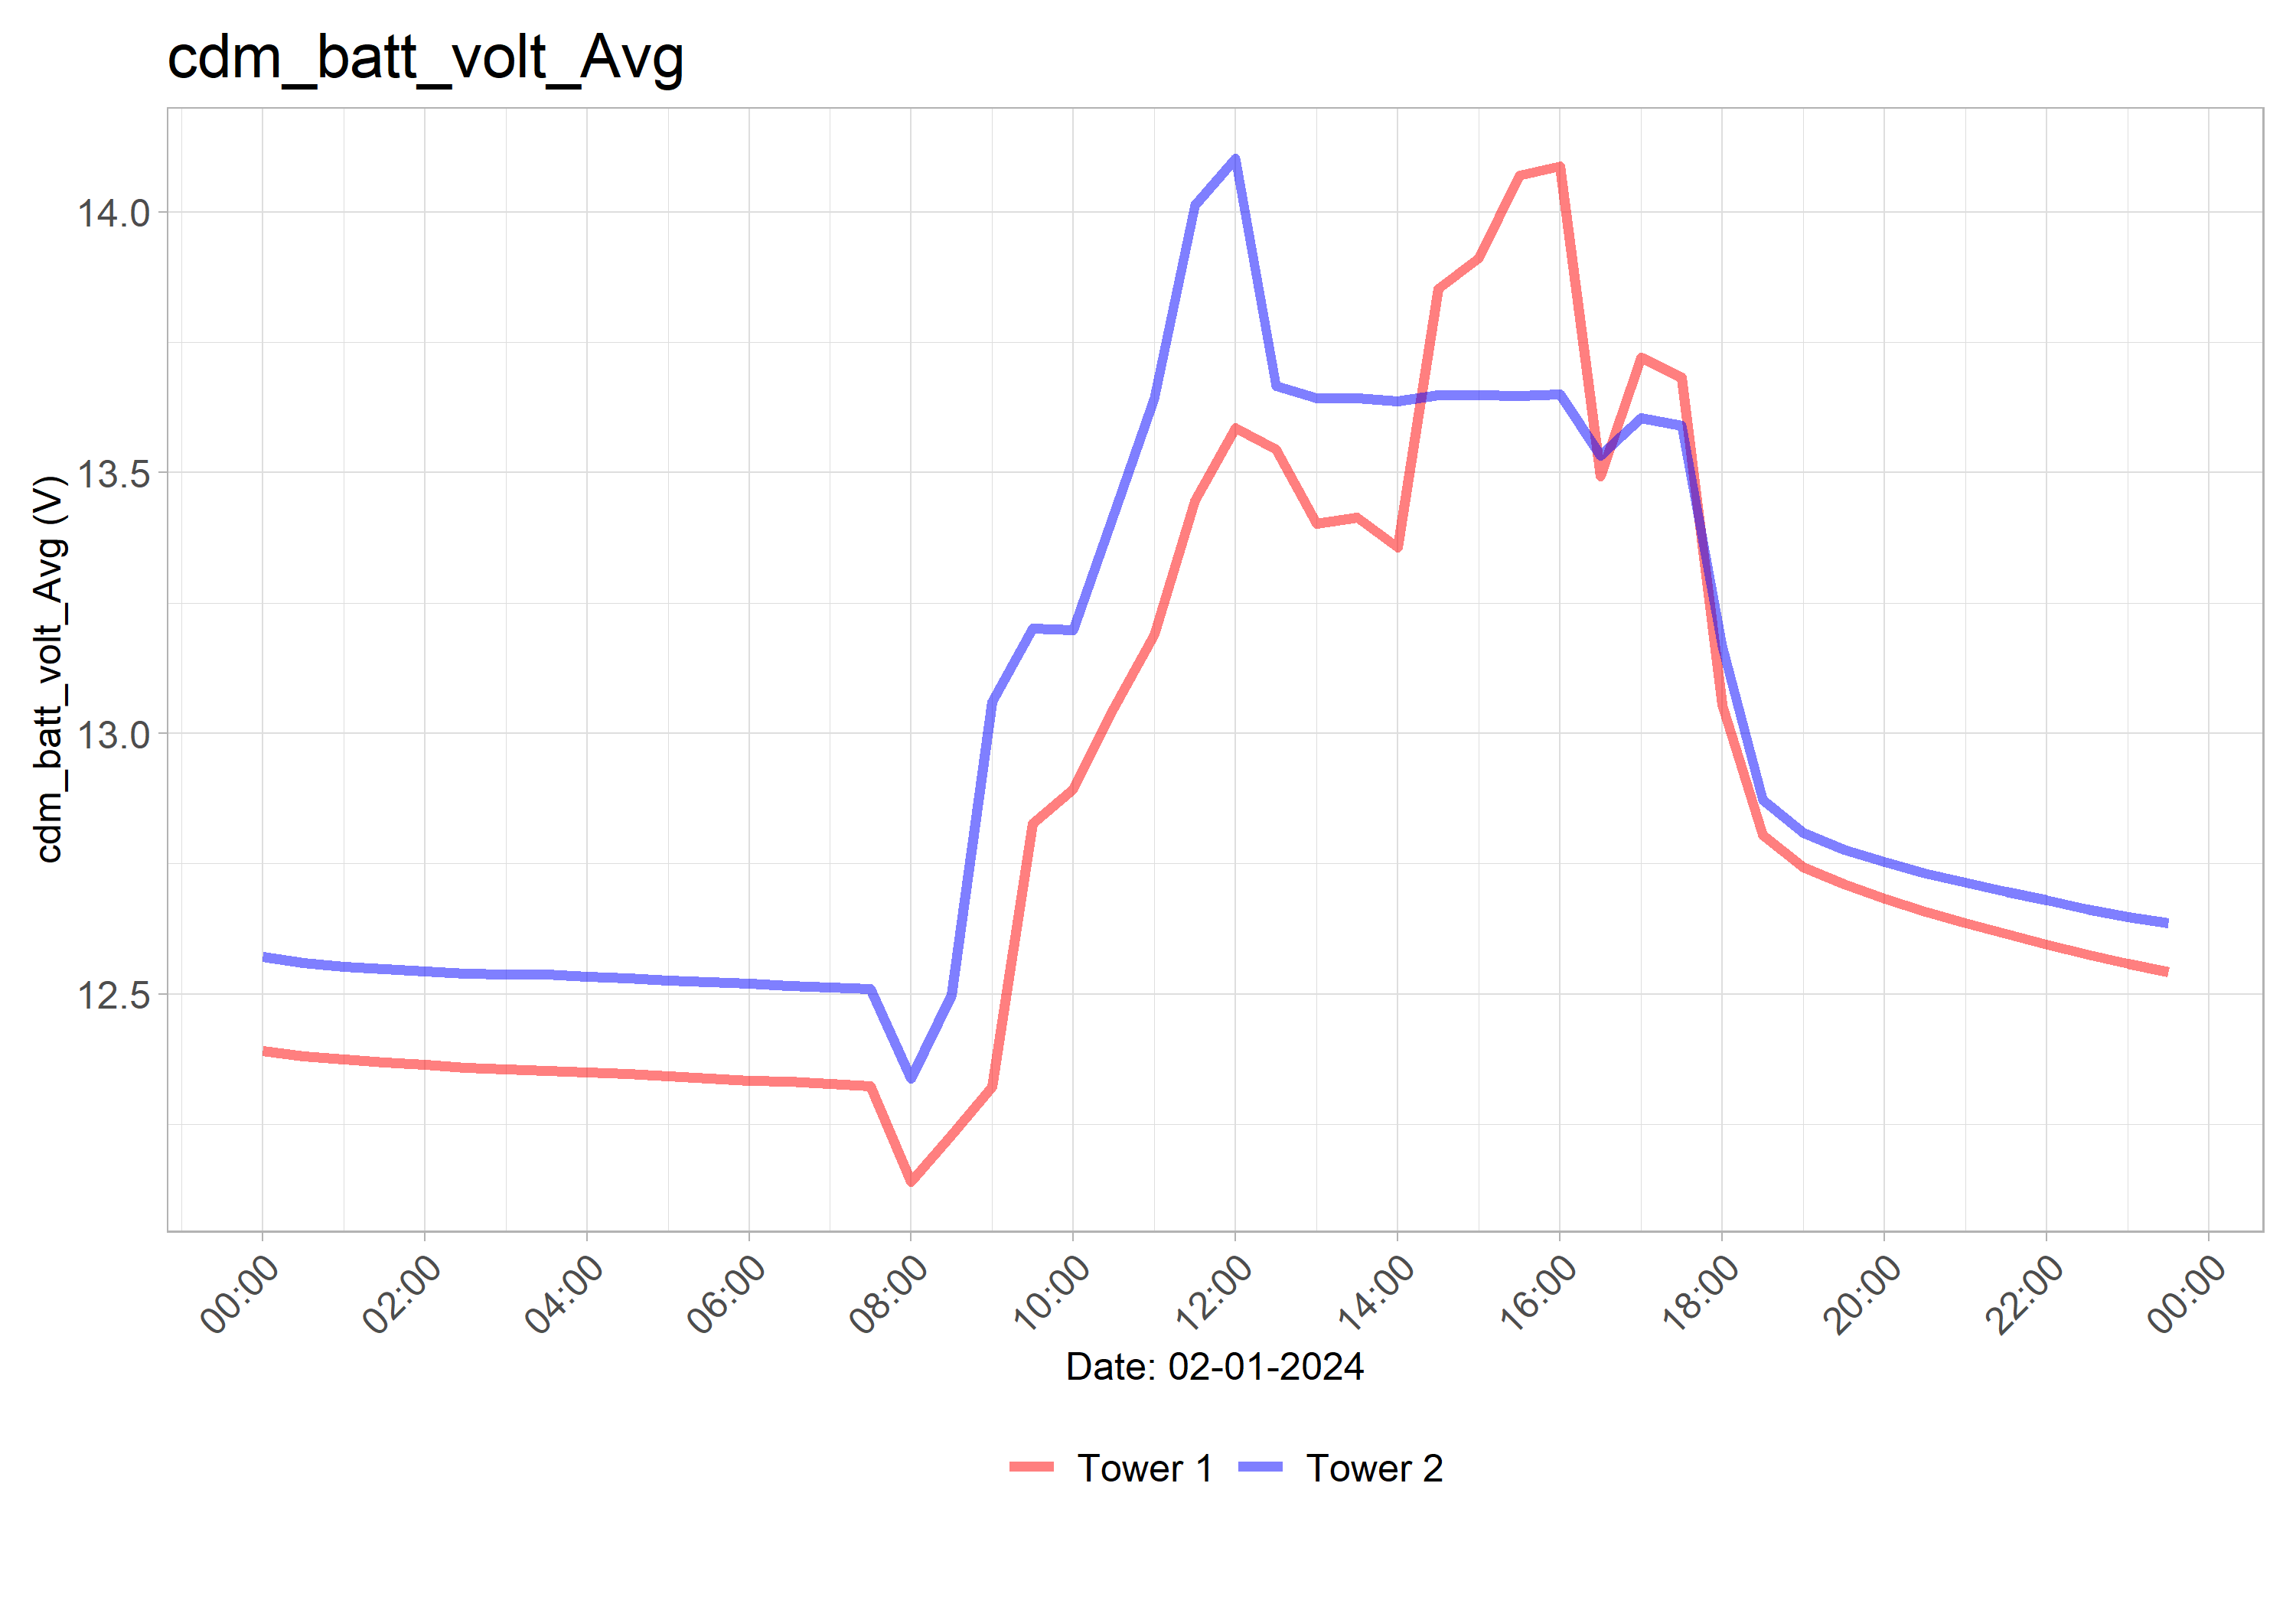 cdm_batt_volt_Avg
cdm_batt_volt_Avg (V)
14.0
13.5
13.0
12.5
00:00 02:00 04:00 06:00 08:00 10:00 12:00 14:00 16:00 18:00 20:00 22:00 00:00
Date: 02-01-2024
Tower 1 Tower 2